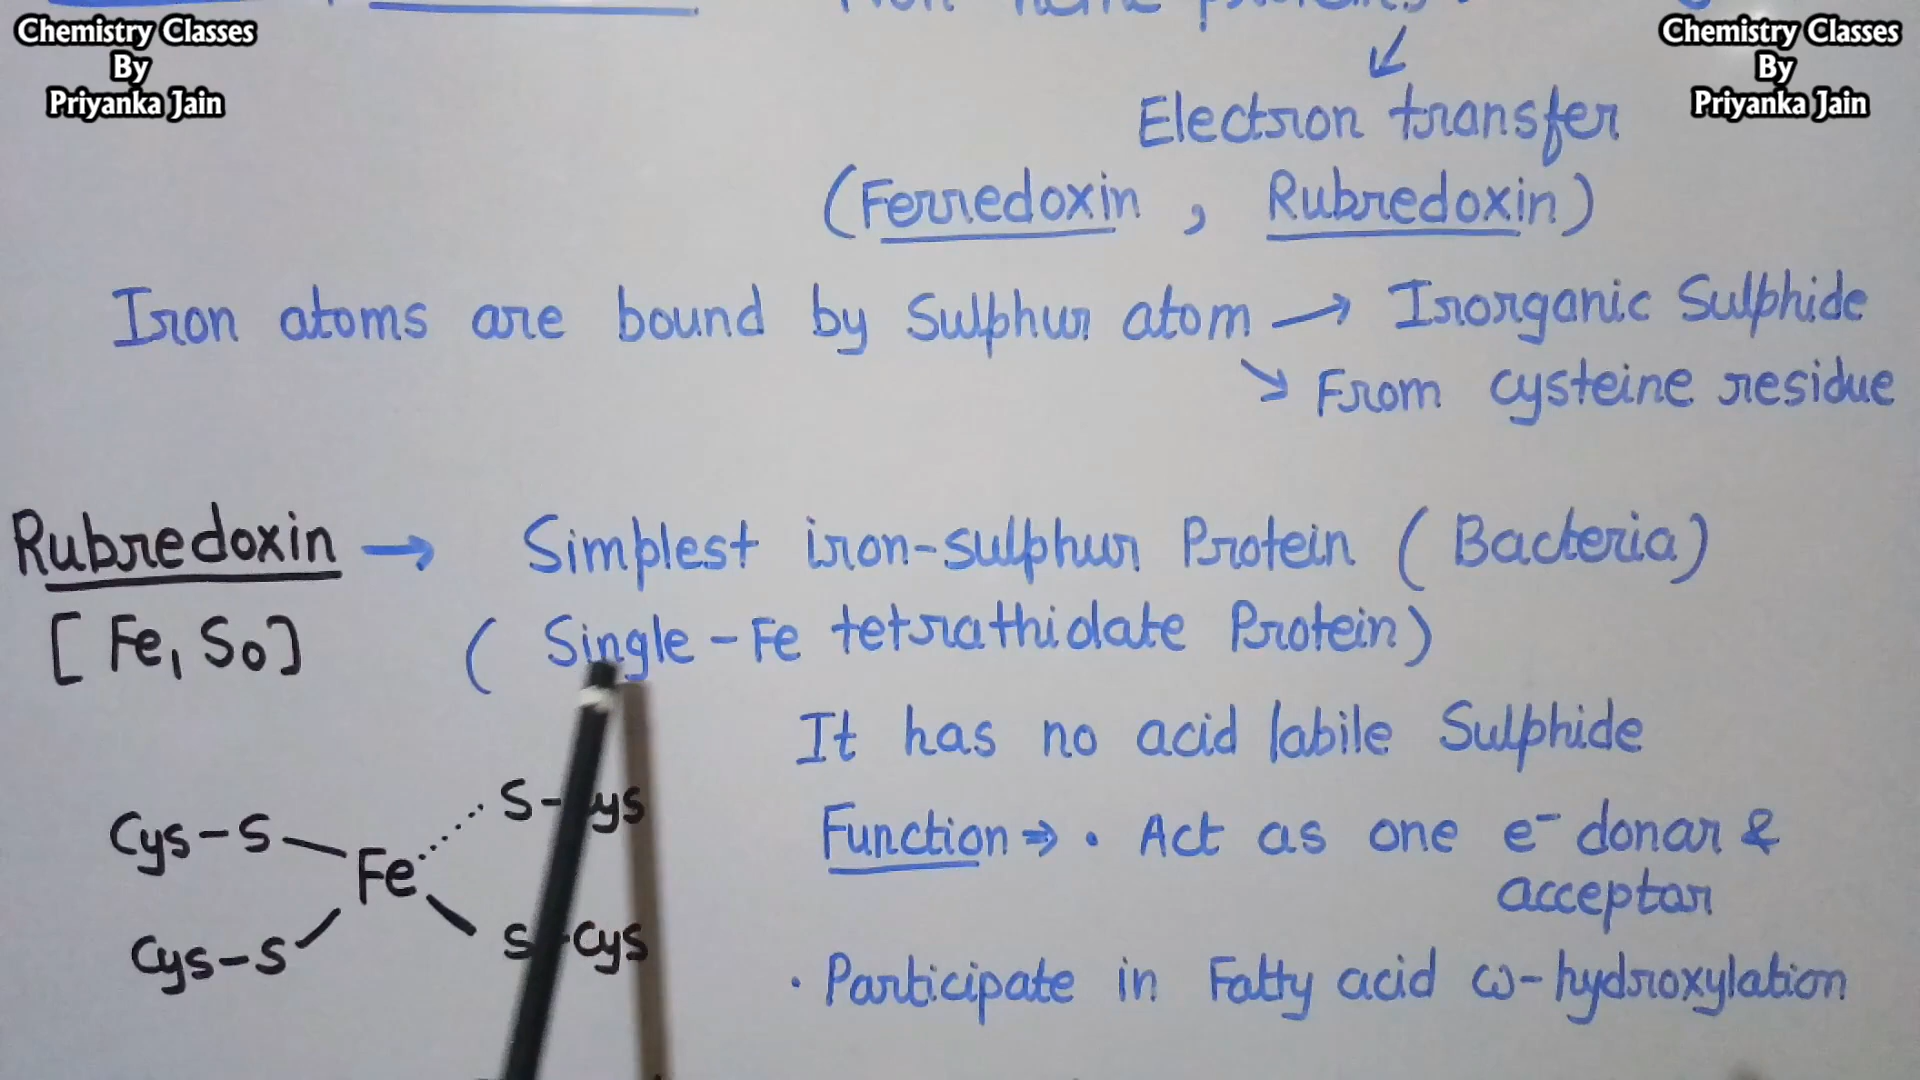 Chemistry Classes
By
Priyanka Jain
Chemistry Classes
By
Priyanka Jain
Electron transfer
(Ferredoxin , Rubredoxin)
Iron atoms are bound by Sulphur atom → Inorganic Sulphide
↘ From cysteine residue
Rubredoxin → Simplest iron-sulphur Protein (Bacteria)
[Fe₁ S₀] (Single-Fe tetrathiolate Protein)
It has no acid labile Sulphide
Cys-S Fe S-Cys
Cys-S S-Cys
Function ⇒ • Act as one e⁻ donar &
acceptar
• Participate in Fatty acid ω-hydroxylation